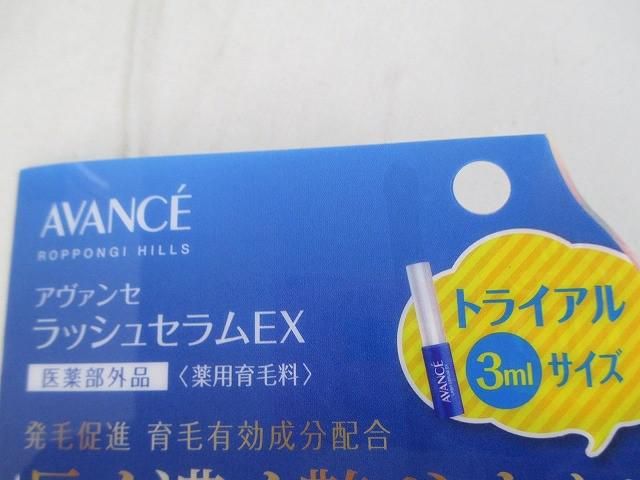 AVANCÉ
ROPPONGI HILLS
アヴァンセ
ラッシュセラムEX
医薬部外品 〈薬用育毛料〉
発毛促進 育毛有効成分配合
トライアル
3ml サイズ
AVANCÉ